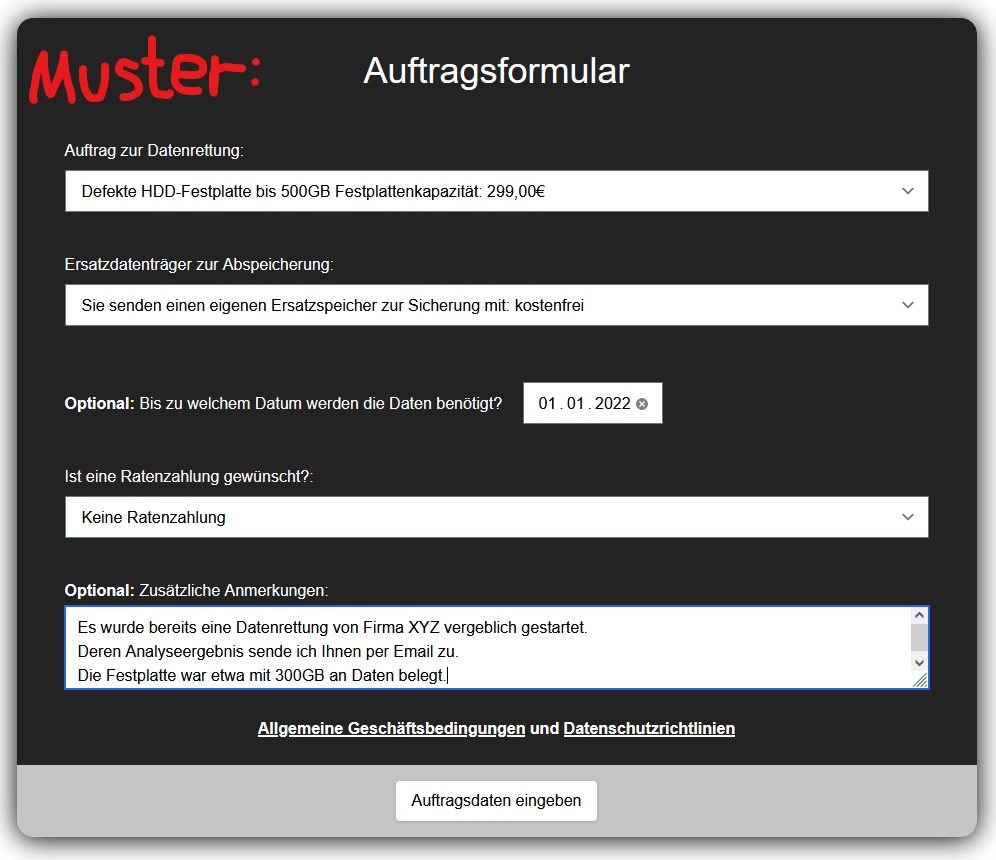 Muster:
Auftragsformular
Auftrag zur Datenrettung:
Defekte HDD-Festplatte bis 500GB Festplattenkapazität: 299,00€
Ersatzdatenträger zur Abspeicherung:
Sie senden einen eigenen Ersatzspeicher zur Sicherung mit: kostenfrei
Optional: Bis zu welchem Datum werden die Daten benötigt? 01.01.2022
Ist eine Ratenzahlung gewünscht?:
Keine Ratenzahlung
Optional: Zusätzliche Anmerkungen:
Es wurde bereits eine Datenrettung von Firma XYZ vergeblich gestartet.
Deren Analyseergebnis sende ich Ihnen per Email zu.
Die Festplatte war etwa mit 300GB an Daten belegt.
Allgemeine Geschäftsbedingungen und Datenschutzrichtlinien
Auftragsdaten eingeben